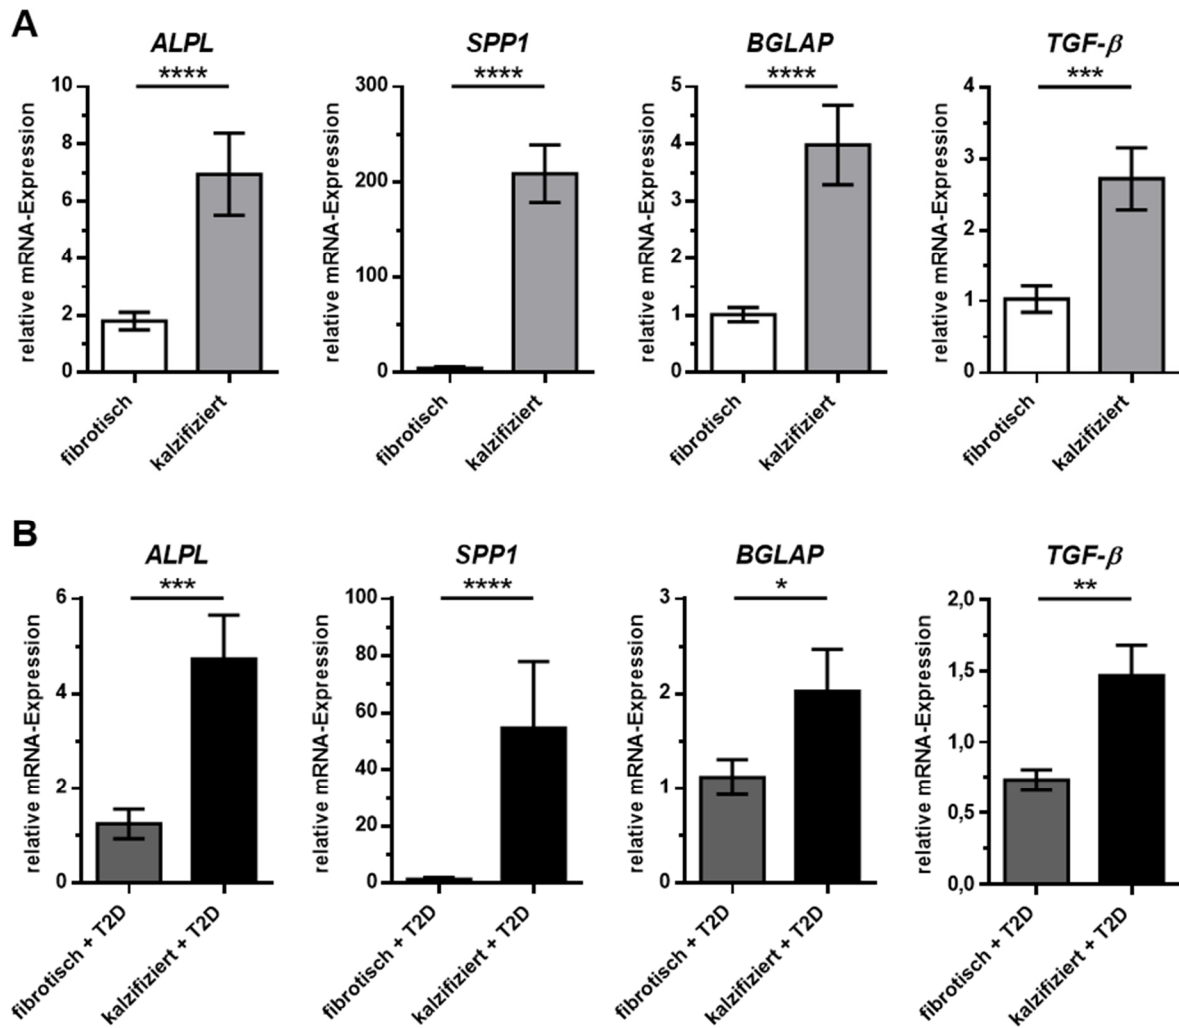 A
ALPL
SPP1
BGLAP
TGF-β
****
****
****
***
relative mRNA-Expression
10
8
6
4
2
0
fibrotisch
kalzifiziert
relative mRNA-Expression
300
200
100
0
fibrotisch
kalzifiziert
relative mRNA-Expression
5
4
3
2
1
0
fibrotisch
kalzifiziert
relative mRNA-Expression
4
3
2
1
0
fibrotisch
kalzifiziert
B
ALPL
SPP1
BGLAP
TGF-β
***
****
*
**
relative mRNA-Expression
6
4
2
0
fibrotisch + T2D
kalzifiziert + T2D
relative mRNA-Expression
100
80
60
40
20
0
fibrotisch + T2D
kalzifiziert + T2D
relative mRNA-Expression
3
2
1
0
fibrotisch + T2D
kalzifiziert + T2D
relative mRNA-Expression
2,0
1,5
1,0
0,5
0,0
fibrotisch + T2D
kalzifiziert + T2D